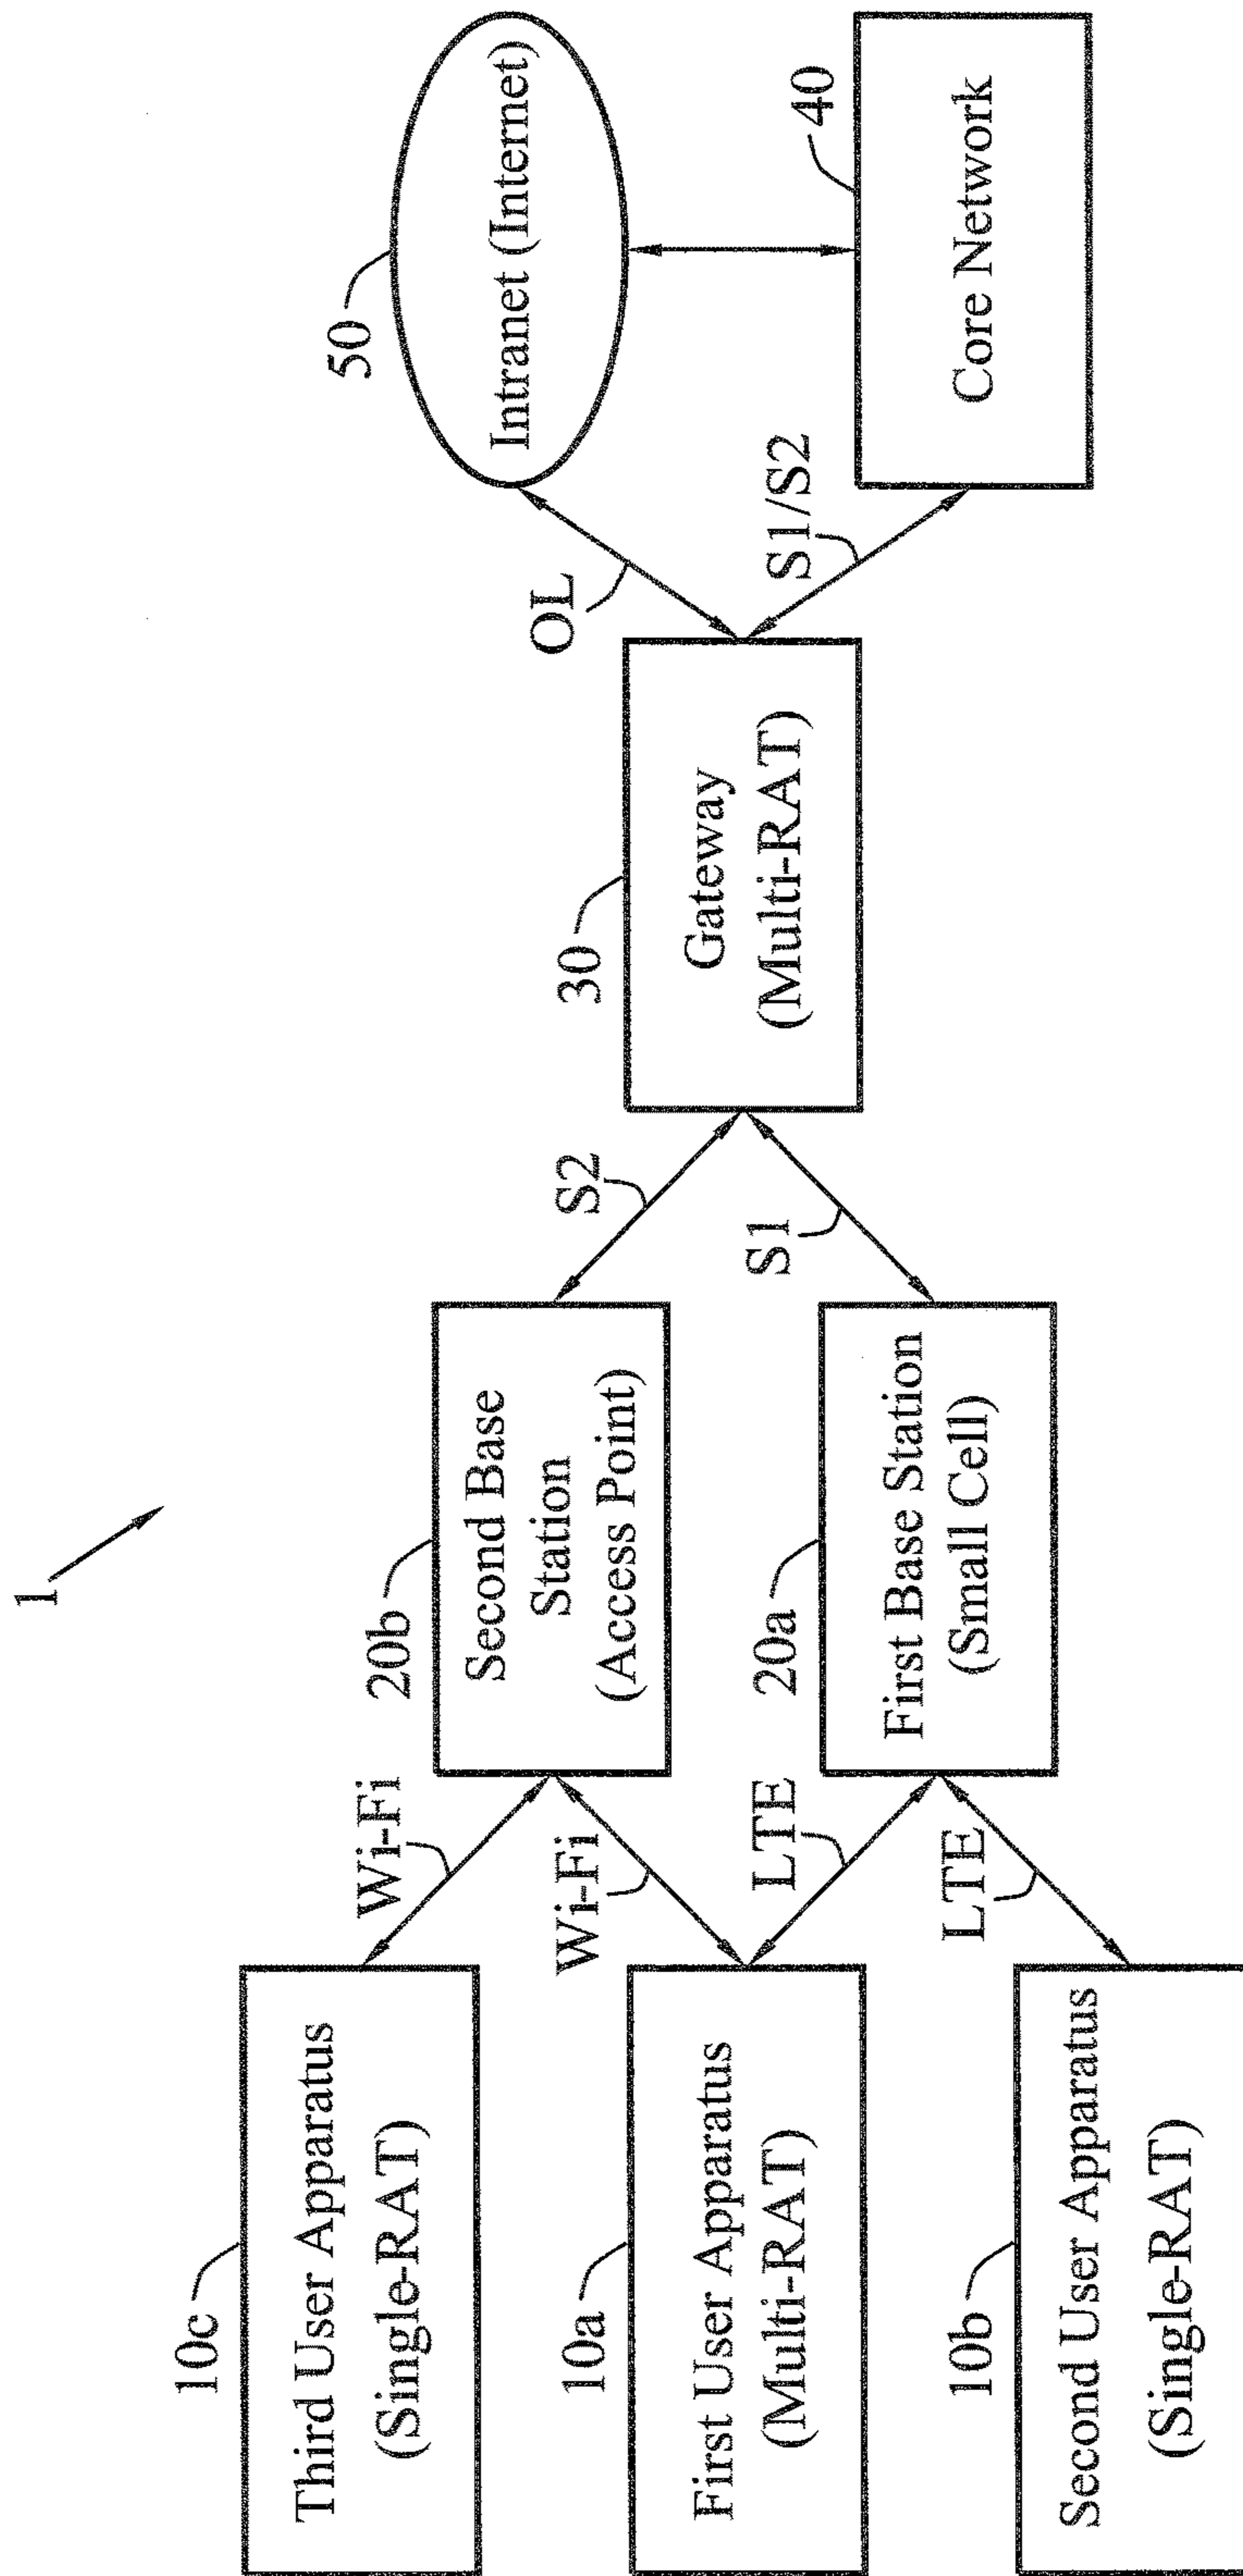 1
10c
Third User Apparatus
(Single-RAT)
Wi-Fi
10a
First User Apparatus
(Multi-RAT)
Wi-Fi
LTE
10b
Second User Apparatus
(Single-RAT)
LTE
20b
Second Base
Station
(Access Point)
S2
20a
First Base Station
(Small Cell)
S1
30
Gateway
(Multi-RAT)
OL
S1/S2
50
Intranet (Internet)
40
Core Network